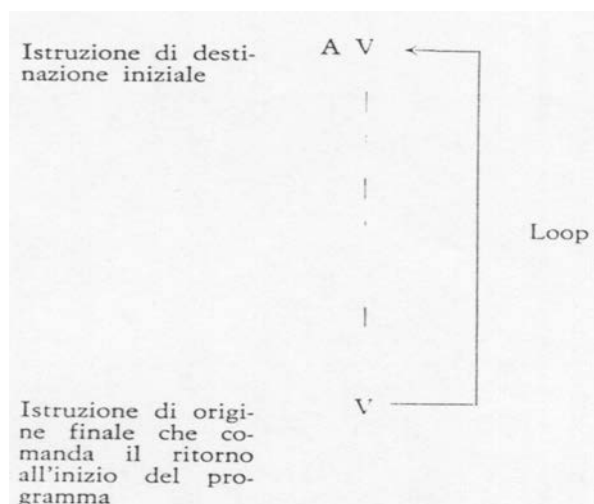 Istruzione di desti-
nazione iniziale
A V
Loop
V
Istruzione di origi-
ne finale che co-
manda il ritorno
all'inizio del pro-
gramma